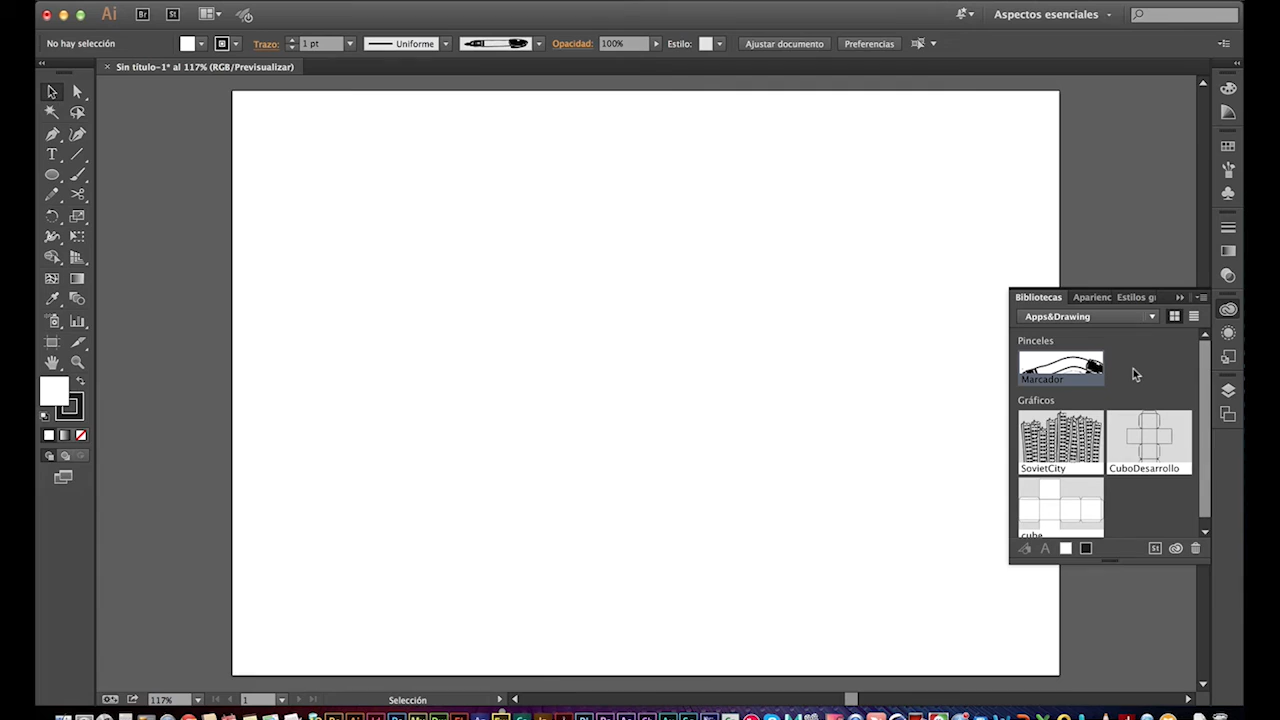 Ai Br St Aspectos esenciales
No hay selección Trazo: 1 pt Uniforme Opacidad: 100% Estilo: Ajustar documento Preferencias
× Sin título-1* al 117% (RGB/Previsualizar)
T
Bibliotecas Aparienc Estilos g
Apps&Drawing
Pinceles
Marcador
Gráficos
SovietCity CuboDesarrollo
cube
A St
117% 1 Selección